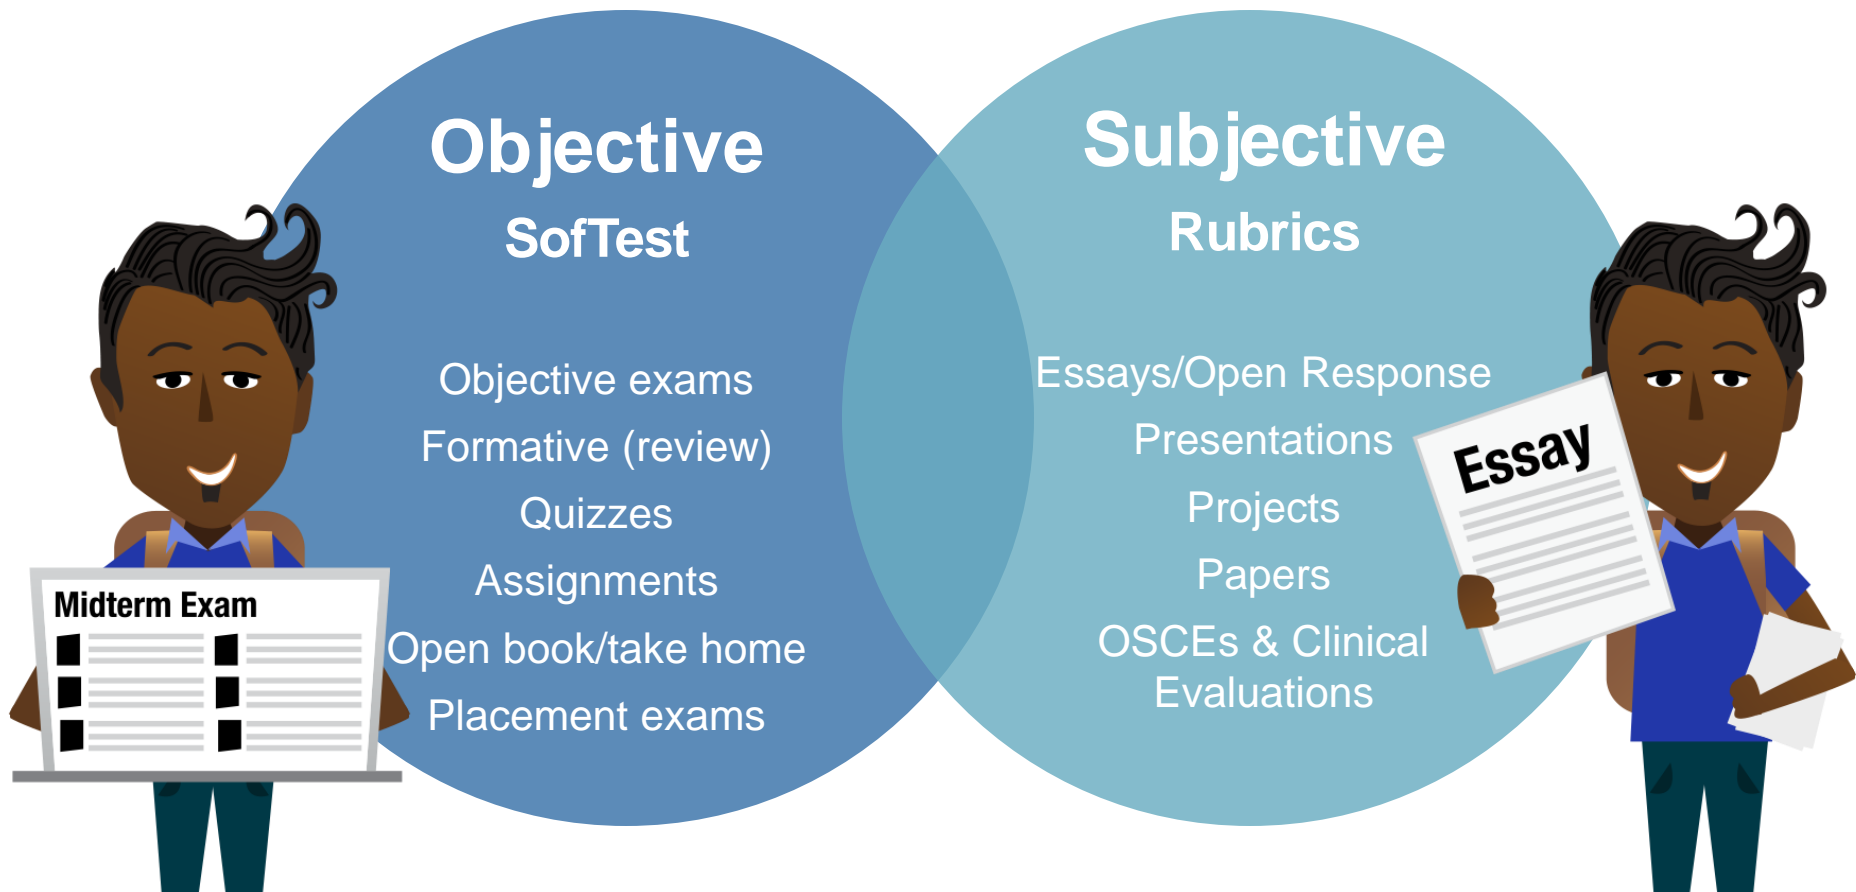 Objective
SofTest
Objective exams
Formative (review)
Quizzes
Assignments
Open book/take home
Placement exams
Midterm Exam
Subjective
Rubrics
Essays/Open Response
Presentations
Projects
Papers
OSCEs & Clinical
Evaluations
Essay